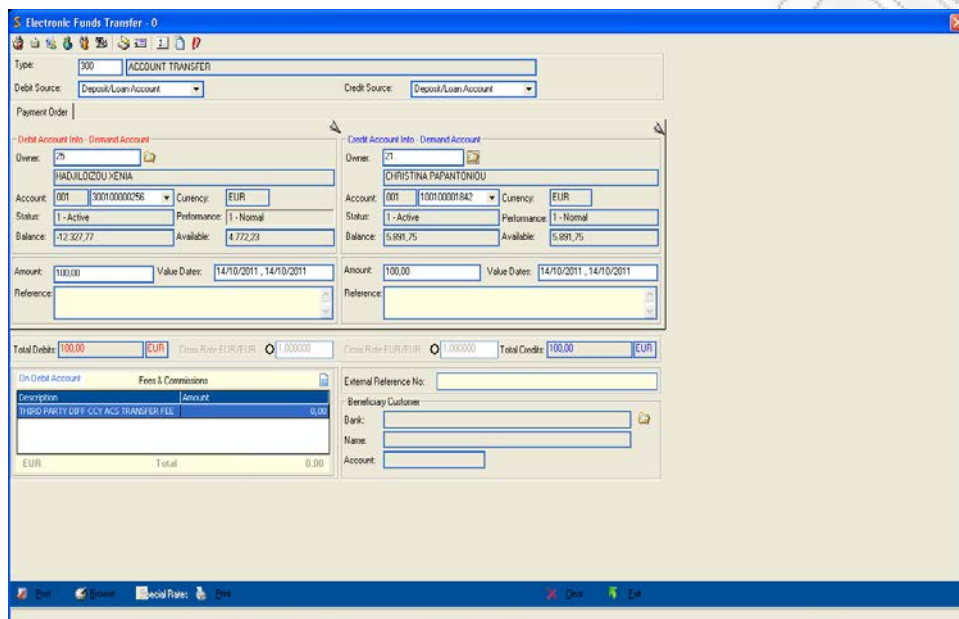 Electronic Funds Transfer - 0
Type: 300 ACCOUNT TRANSFER
Debit Source: Deposit/Loan Account Credit Source: Deposit/Loan Account
Payment Order
Debit Account Info - Demand Account Credit Account Info - Demand Account
Owner: 25 Owner: 21
HADJILOIZOU XENIA CHRISTINA PAPANTONIOU
Account: 001 300100000256 Currency: EUR Account: 001 100100001842 Currency: EUR
Status: 1 - Active Performance: 1 - Normal Status: 1 - Active Performance: 1 - Normal
Balance: -12.327,77 Available: 4.772,23 Balance: 5.891,75 Available: 5.891,75
Amount: 100,00 Value Dates: 14/10/2011 , 14/10/2011 Amount: 100,00 Value Dates: 14/10/2011 , 14/10/2011
Reference: Reference:
Total Debits: 100,00 EUR Cross Rate EUR/EUR 1,000000 Cross Rate EUR/EUR 1,000000 Total Credits: 100,00 EUR
On Debit Account Fees & Commissions External Reference No:
Description Amount Beneficiary Customer
THIRD PARTY DIFF CCY ACS TRANSFER FEE 0,00 Bank:
Name:
EUR Total 0.00 Account:
Post Browse Special Rates Print Clear Exit